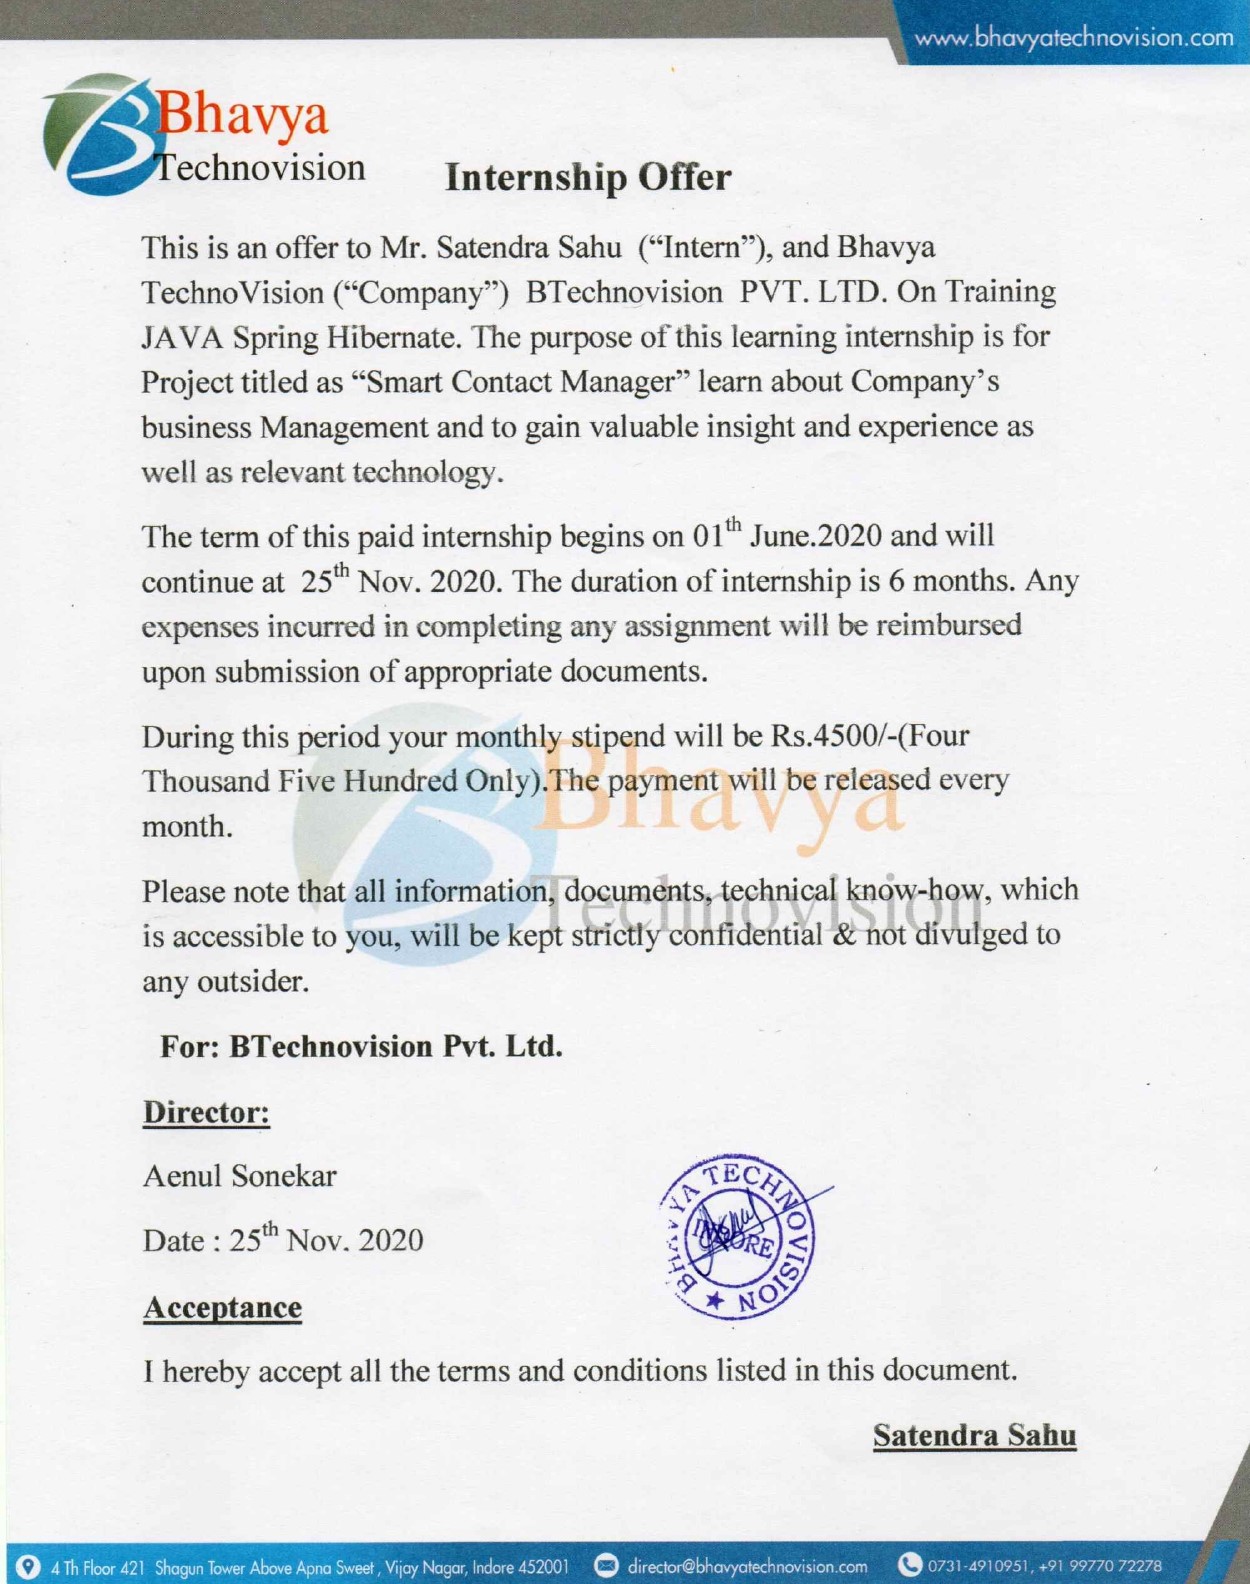 www.bhavyatechnovision.com
Bhavya
Technovision
Internship Offer
This is an offer to Mr. Satendra Sahu (“Intern”), and Bhavya
TechnoVision (“Company”) BTechnovision PVT. LTD. On Training
JAVA Spring Hibernate. The purpose of this learning internship is for
Project titled as “Smart Contact Manager” learn about Company’s
business Management and to gain valuable insight and experience as
well as relevant technology.
The term of this paid internship begins on 01th June.2020 and will
continue at 25th Nov. 2020. The duration of internship is 6 months. Any
expenses incurred in completing any assignment will be reimbursed
upon submission of appropriate documents.
During this period your monthly stipend will be Rs.4500/-(Four
Thousand Five Hundred Only).The payment will be released every
month.
Bhavya
Technovision
Please note that all information, documents, technical know-how, which
is accessible to you, will be kept strictly confidential & not divulged to
any outsider.
For: BTechnovision Pvt. Ltd.
Director:
Aenul Sonekar
Date : 25th Nov. 2020
BHAVYA TECHNOVISION
INDORE
Acceptance
I hereby accept all the terms and conditions listed in this document.
Satendra Sahu
4 Th Floor 421 Shagun Tower Above Apna Sweet , Vijay Nagar, Indore 452001 director@bhavyatechnovision.com 0731-4910951, +91 99770 72278